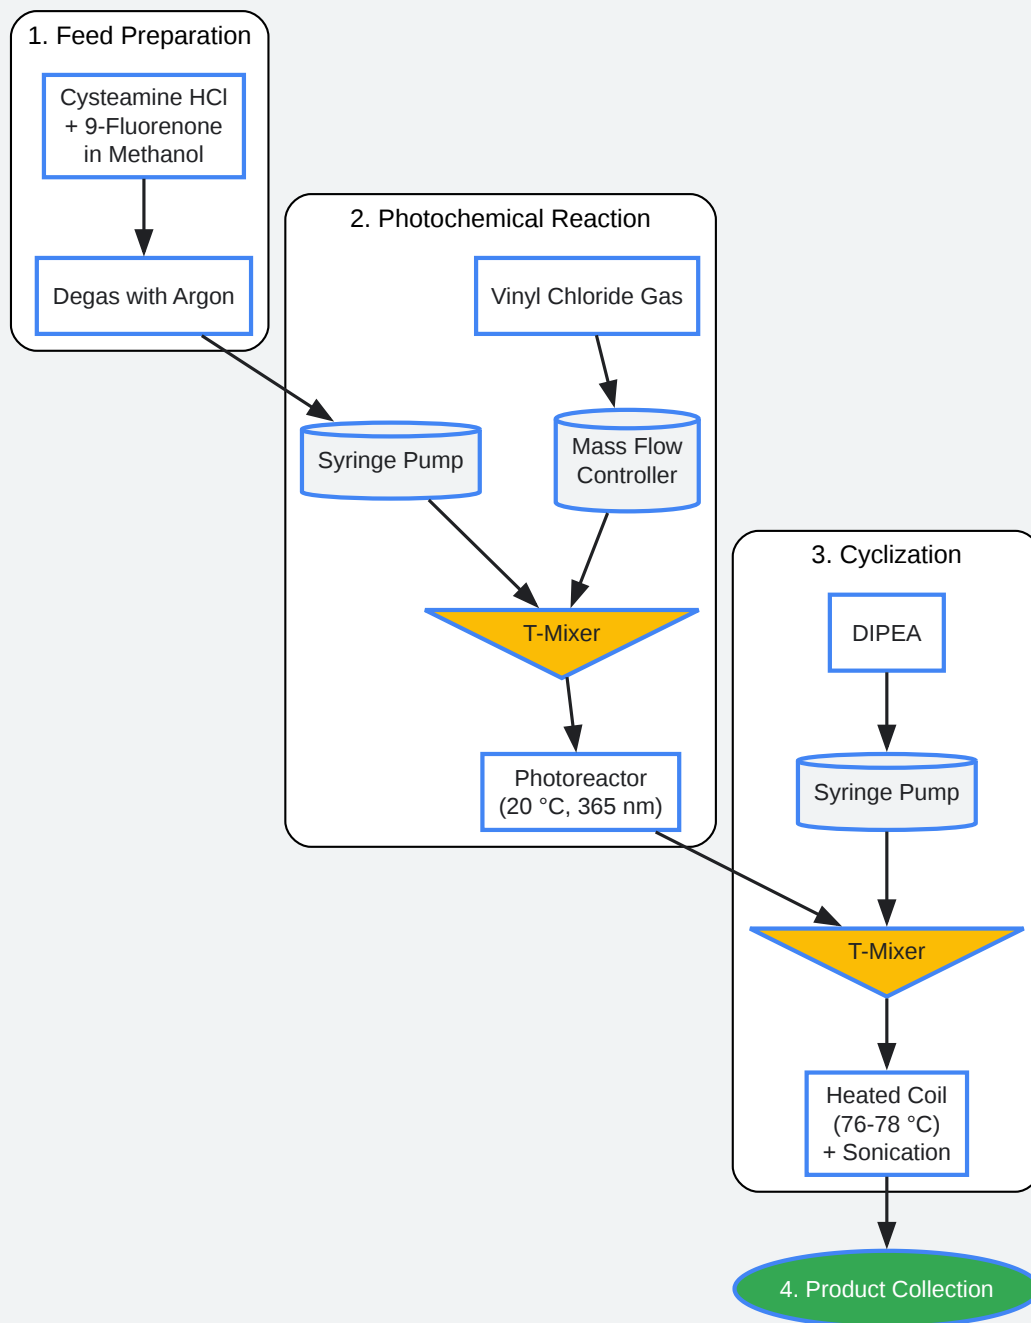 1. Feed Preparation
Cysteamine HCl
+ 9-Fluorenone
in Methanol
Degas with Argon
2. Photochemical Reaction
Vinyl Chloride Gas
Syringe Pump
Mass Flow
Controller
T-Mixer
Photoreactor
(20 °C, 365 nm)
3. Cyclization
DIPEA
Syringe Pump
T-Mixer
Heated Coil
(76-78 °C)
+ Sonication
4. Product Collection